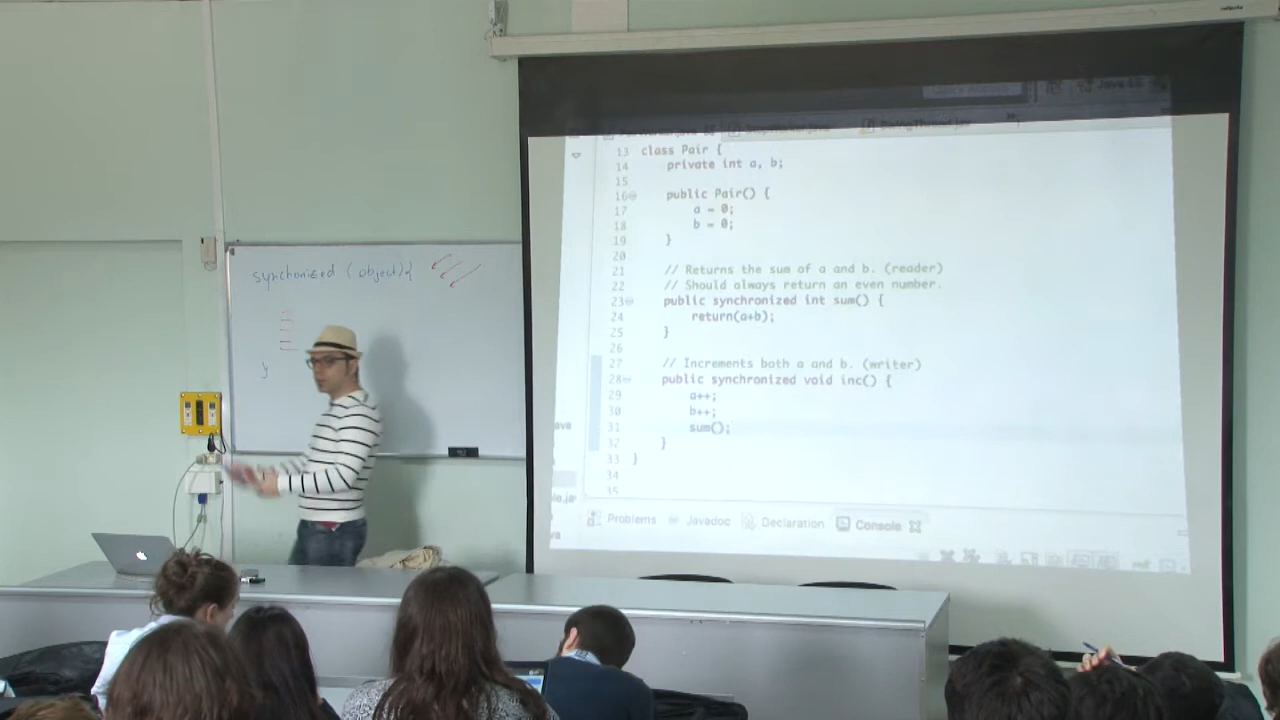 synchonized (object){
y
13 class Pair {
14 private int a, b;
15
16 public Pair() {
17 a = 0;
18 b = 0;
19 }
20
21 // Returns the sum of a and b. (reader)
22 // Should always return an even number.
23 public synchronized int sum() {
24 return(a+b);
25 }
26
27 // Increments both a and b. (writer)
28 public synchronized void inc() {
29 a++;
30 b++;
31 sum();
32 }
33 }
34
35
ava
Problems Javadoc Declaration Console